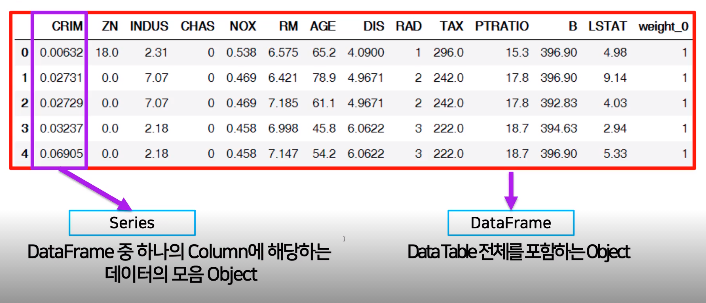 CRIM ZN INDUS CHAS NOX RM AGE DIS RAD TAX PTRATIO B LSTAT weight_0
0 0.00632 18.0 2.31 0 0.538 6.575 65.2 4.0900 1 296.0 15.3 396.90 4.98 1
1 0.02731 0.0 7.07 0 0.469 6.421 78.9 4.9671 2 242.0 17.8 396.90 9.14 1
2 0.02729 0.0 7.07 0 0.469 7.185 61.1 4.9671 2 242.0 17.8 392.83 4.03 1
3 0.03237 0.0 2.18 0 0.458 6.998 45.8 6.0622 3 222.0 18.7 394.63 2.94 1
4 0.06905 0.0 2.18 0 0.458 7.147 54.2 6.0622 3 222.0 18.7 396.90 5.33 1
Series
DataFrame 중 하나의 Column에 해당하는
데이터의 모음 Object
DataFrame
Data Table 전체를 포함하는 Object